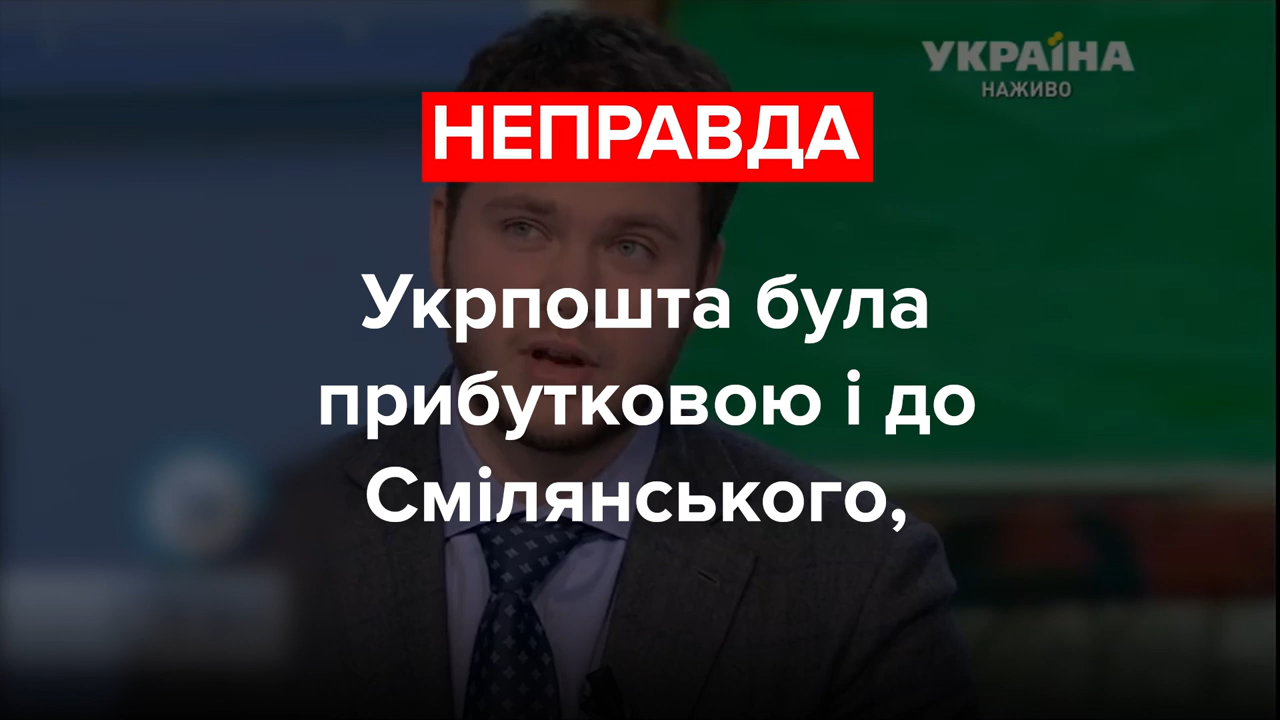 УКРАЇНА
НАЖИВО
НЕПРАВДА
Укрпошта була
прибутковою і до
Смілянського,